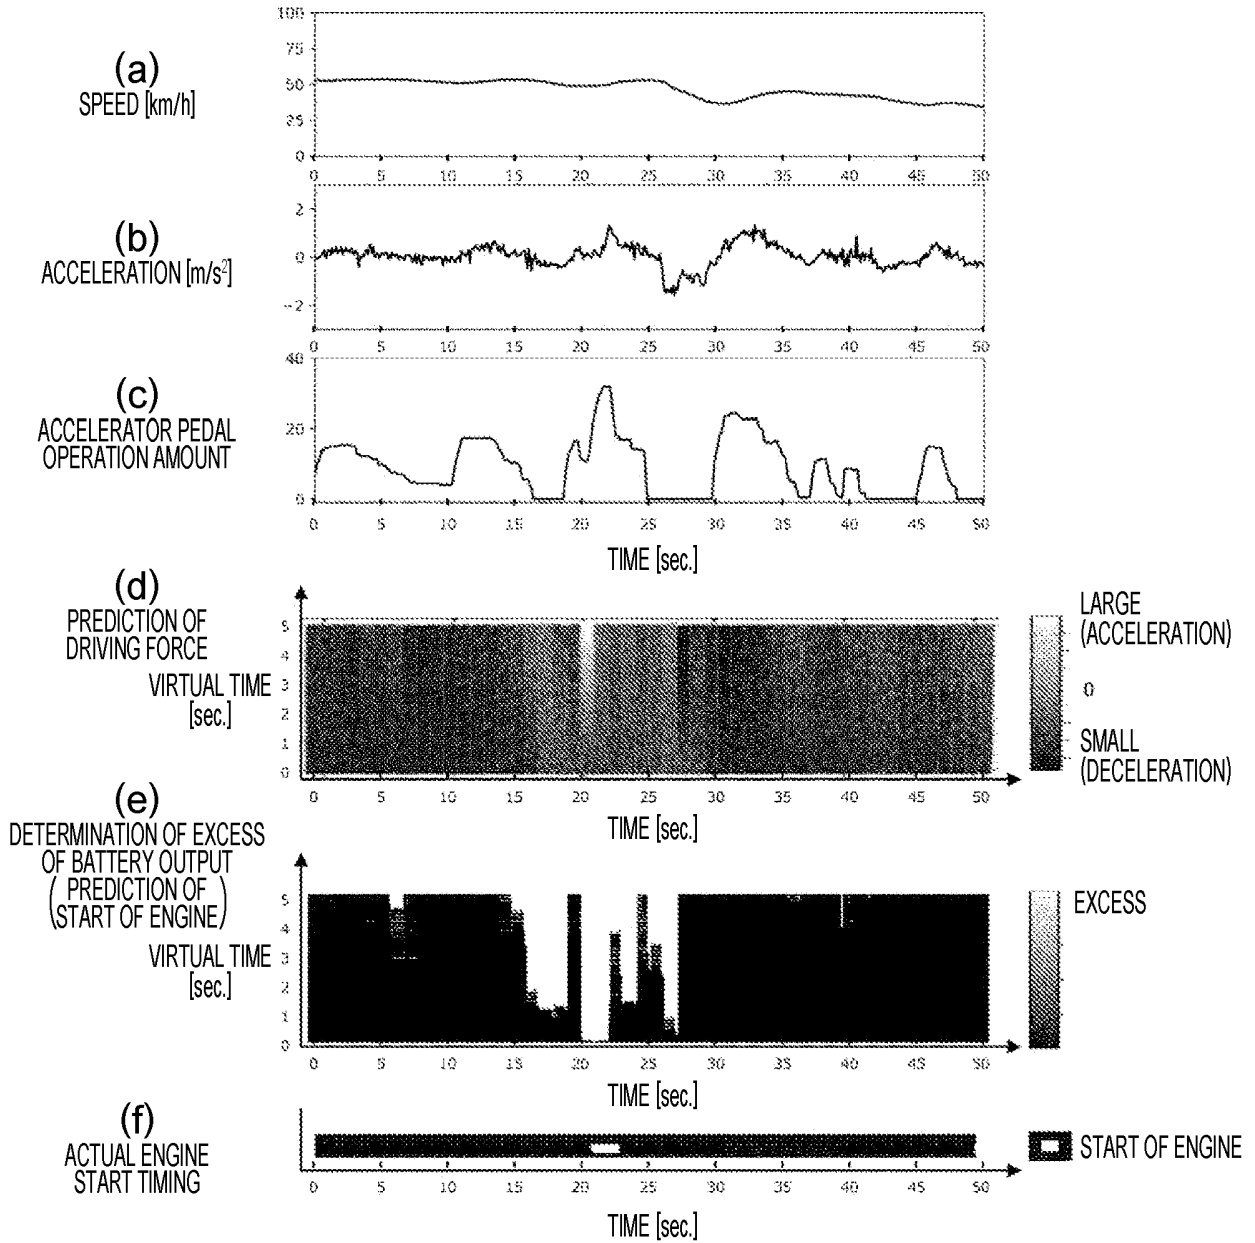 (a)
SPEED [km/h]
100
75
50
25
0
0 5 10 15 20 25 30 35 40 45 50
(b)
ACCELERATION [m/s²]
2
0
-2
0 5 10 15 20 25 30 35 40 45 50
(c)
ACCELERATOR PEDAL
OPERATION AMOUNT
40
20
0
0 5 10 15 20 25 30 35 40 45 50
TIME [sec.]
(d)
PREDICTION OF
DRIVING FORCE
VIRTUAL TIME
[sec.]
5
4
3
2
1
0
0 5 10 15 20 25 30 35 40 45 50
TIME [sec.]
LARGE
(ACCELERATION)
0
SMALL
(DECELERATION)
(e)
DETERMINATION OF EXCESS
OF BATTERY OUTPUT
(PREDICTION OF
START OF ENGINE)
VIRTUAL TIME
[sec.]
5
4
3
2
1
0
0 5 10 15 20 25 30 35 40 45 50
TIME [sec.]
EXCESS
(f)
ACTUAL ENGINE
START TIMING
0 5 10 15 20 25 30 35 40 45 50
TIME [sec.]
START OF ENGINE